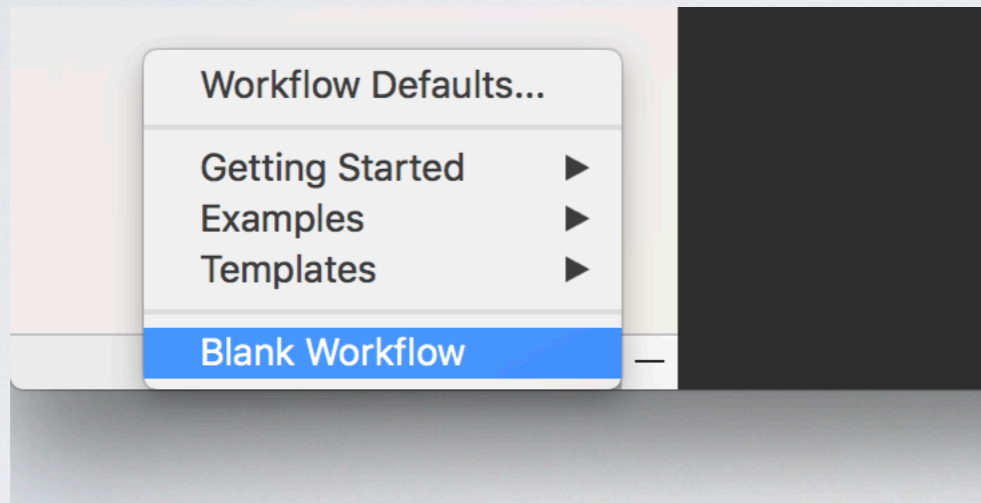 Workflow Defaults...
Getting Started
Examples
Templates
Blank Workflow